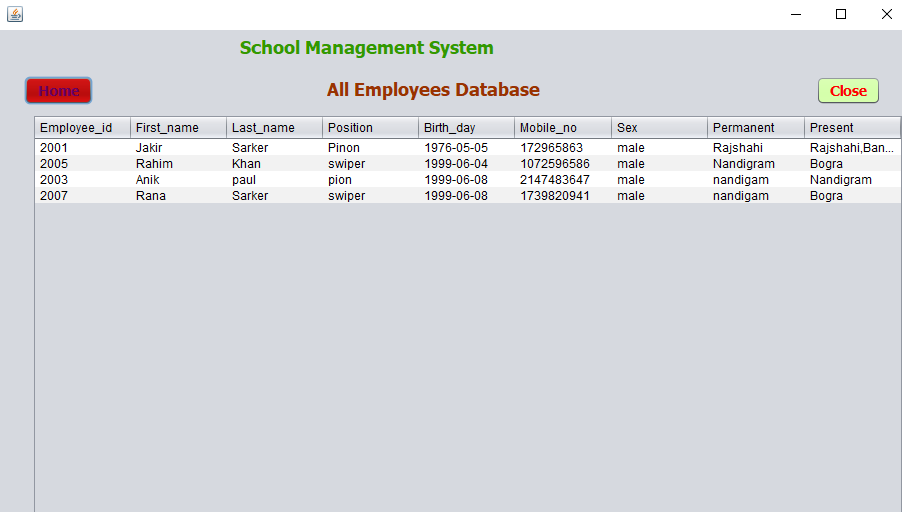 School Management System
Home All Employees Database Close
Employee_id First_name Last_name Position Birth_day Mobile_no Sex Permanent Present
2001 Jakir Sarker Pinon 1976-05-05 172965863 male Rajshahi Rajshahi,Ban...
2005 Rahim Khan swiper 1999-06-04 1072596586 male Nandigram Bogra
2003 Anik paul pion 1999-06-08 2147483647 male nandigam Nandigram
2007 Rana Sarker swiper 1999-06-08 1739820941 male nandigam Bogra